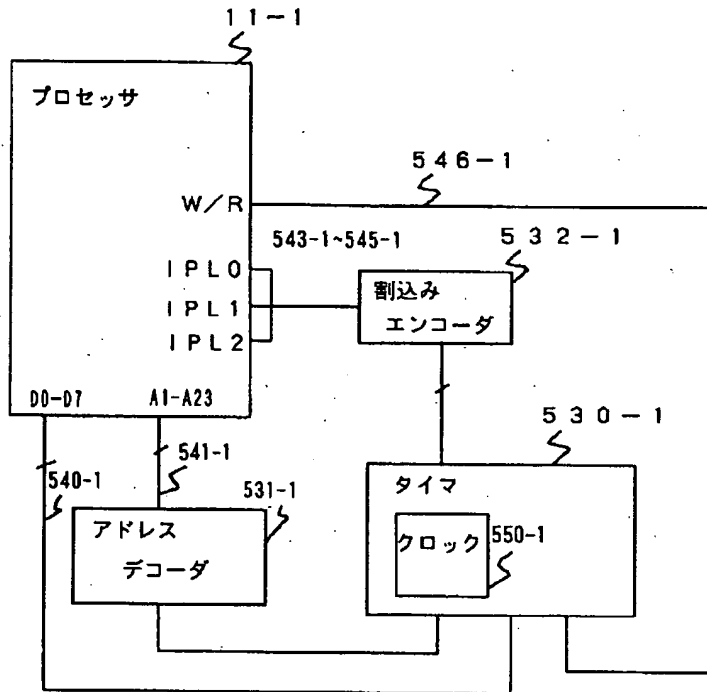 11-1
プロセッサ
546-1
W/R
543-1~545-1
532-1
IPL0
IPL1
IPL2
割込み
エンコーダ
D0-D7
A1-A23
530-1
540-1
541-1
531-1
タイマ
アドレス
デコーダ
クロック
550-1